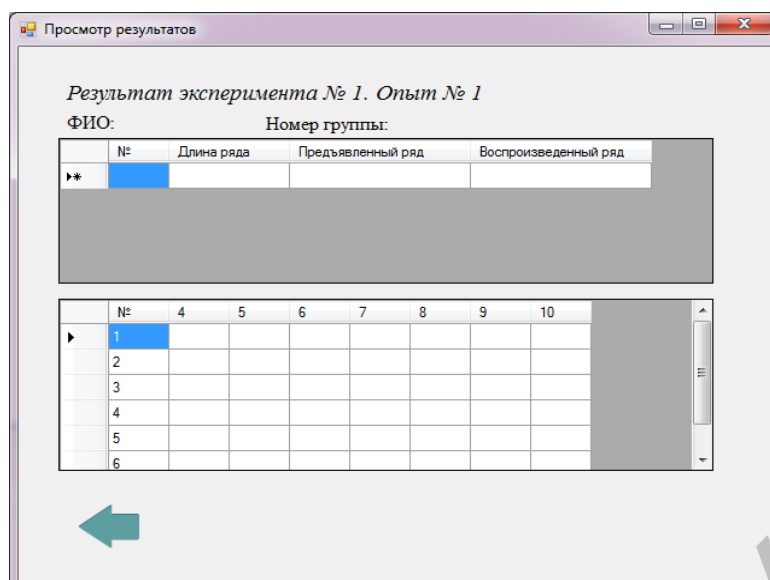 Просмотр результатов
Результат эксперимента № 1. Опыт № 1
ФИО: Номер группы:
№ Длина ряда Предъявленный ряд Воспроизведенный ряд
№ 4 5 6 7 8 9 10
1
2
3
4
5
6